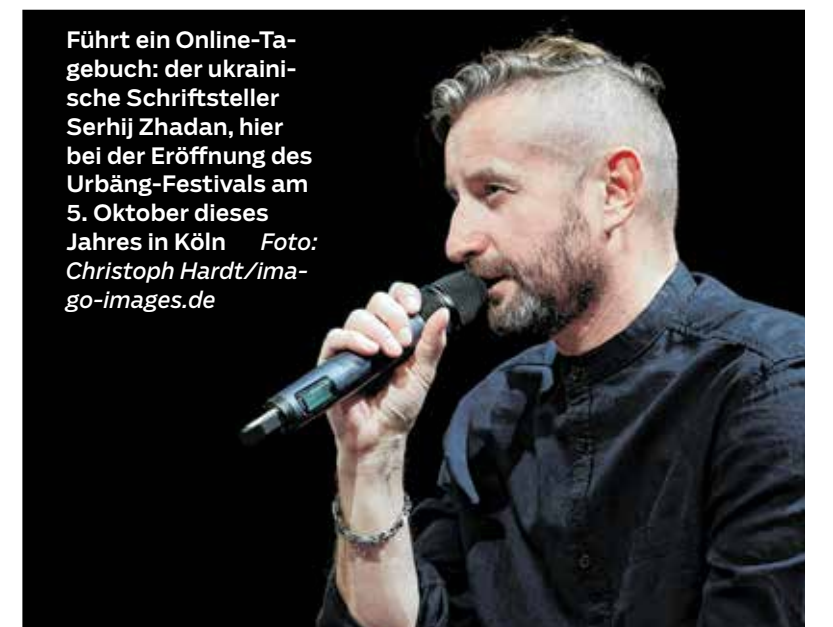 Führt ein Online-Ta-
gebuch: der ukraini-
sche Schriftsteller
Serhij Zhadan, hier
bei der Eröffnung des
Urbäng-Festivals am
5. Oktober dieses
Jahres in Köln Foto:
Christoph Hardt/ima-
go-images.de